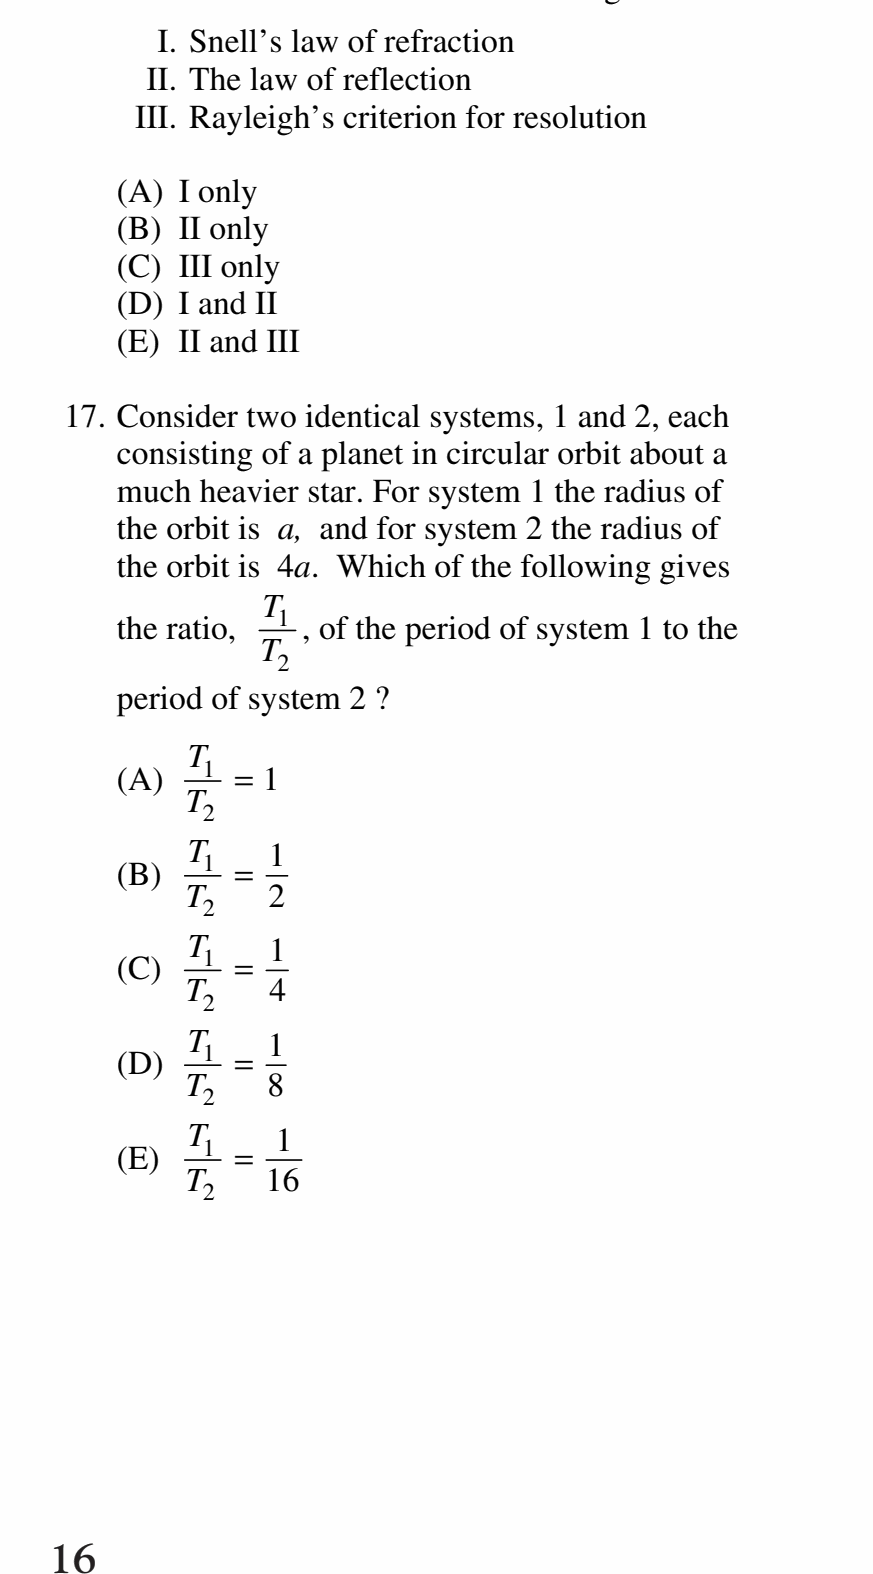 I. Snell's law of refraction
II. The law of reflection
III. Rayleigh's criterion for resolution
(A) I only
(B) II only
(C) III only
(D) I and II
(E) II and III
17. Consider two identical systems, 1 and 2, each
consisting of a planet in circular orbit about a
much heavier star. For system 1 the radius of
the orbit is a, and for system 2 the radius of
the orbit is 4a. Which of the following gives
the ratio, T₁/T₂, of the period of system 1 to the
period of system 2 ?
(A) T₁/T₂ = 1
(B) T₁/T₂ = 1/2
(C) T₁/T₂ = 1/4
(D) T₁/T₂ = 1/8
(E) T₁/T₂ = 1/16
16